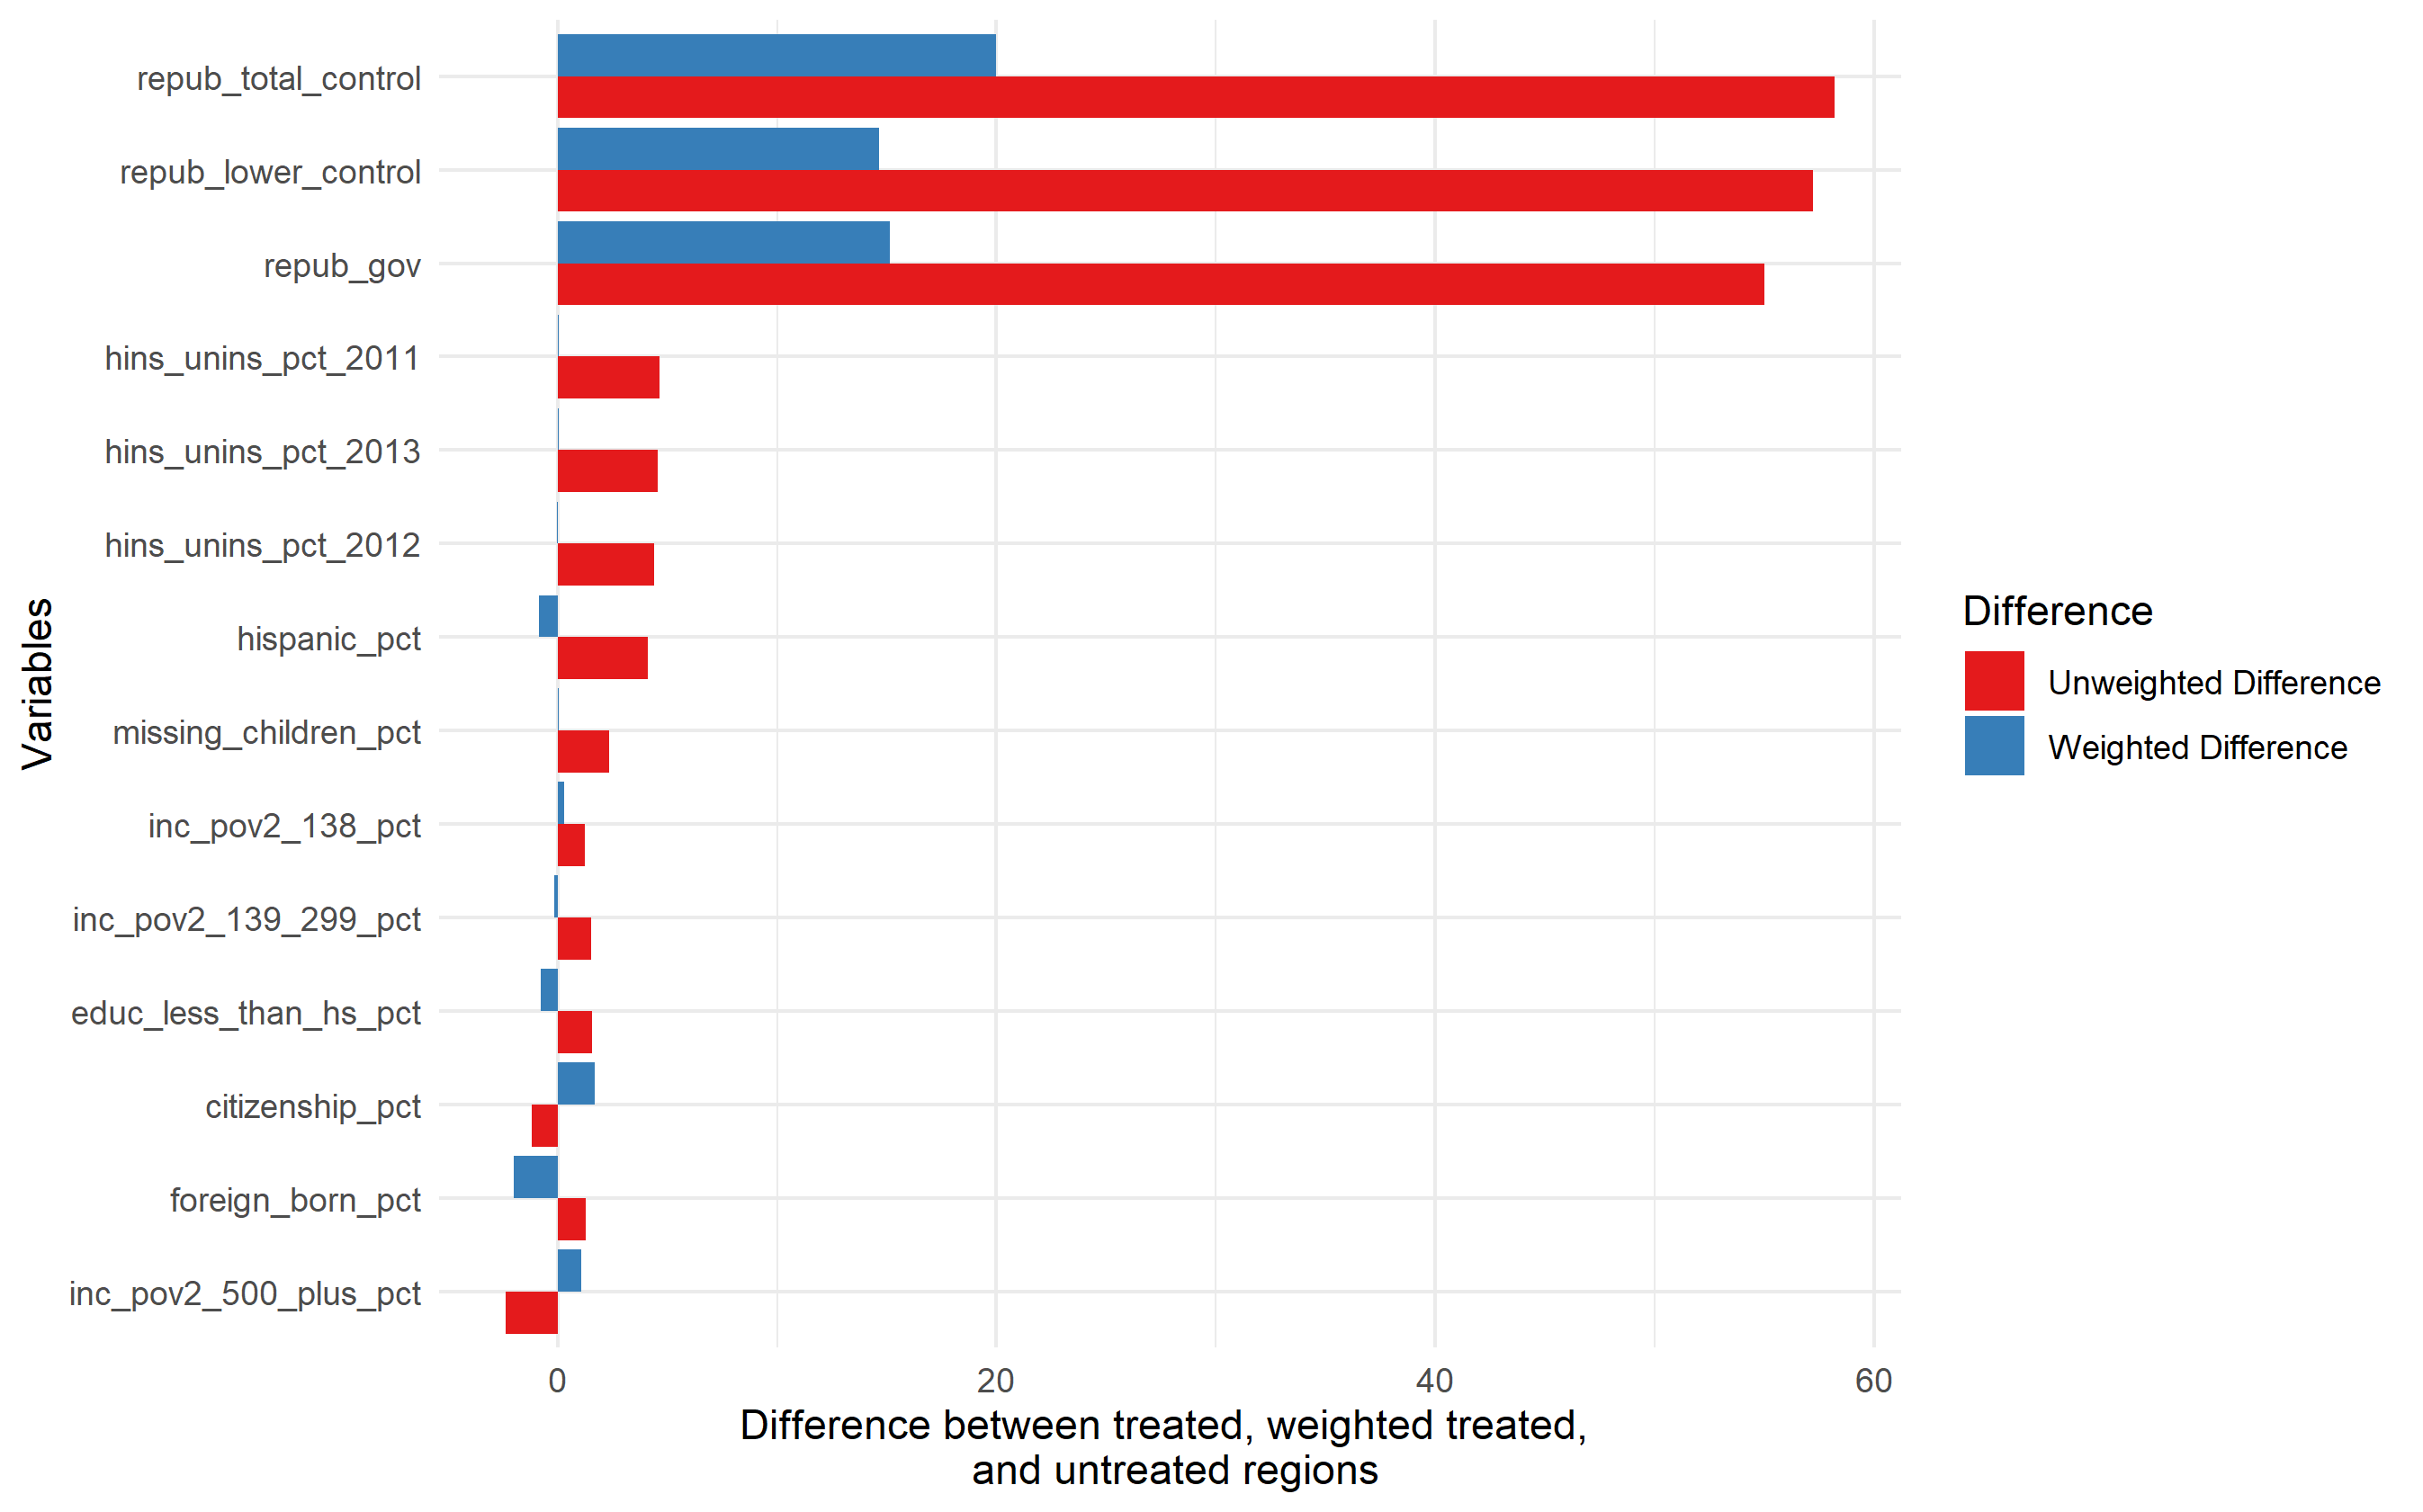 repub_total_control
repub_lower_control
repub_gov
hins_unins_pct_2011
hins_unins_pct_2013
hins_unins_pct_2012
hispanic_pct
missing_children_pct
inc_pov2_138_pct
inc_pov2_139_299_pct
educ_less_than_hs_pct
citizenship_pct
foreign_born_pct
inc_pov2_500_plus_pct
Variables
0 20 40 60
Difference between treated, weighted treated,
and untreated regions
Difference
Unweighted Difference
Weighted Difference